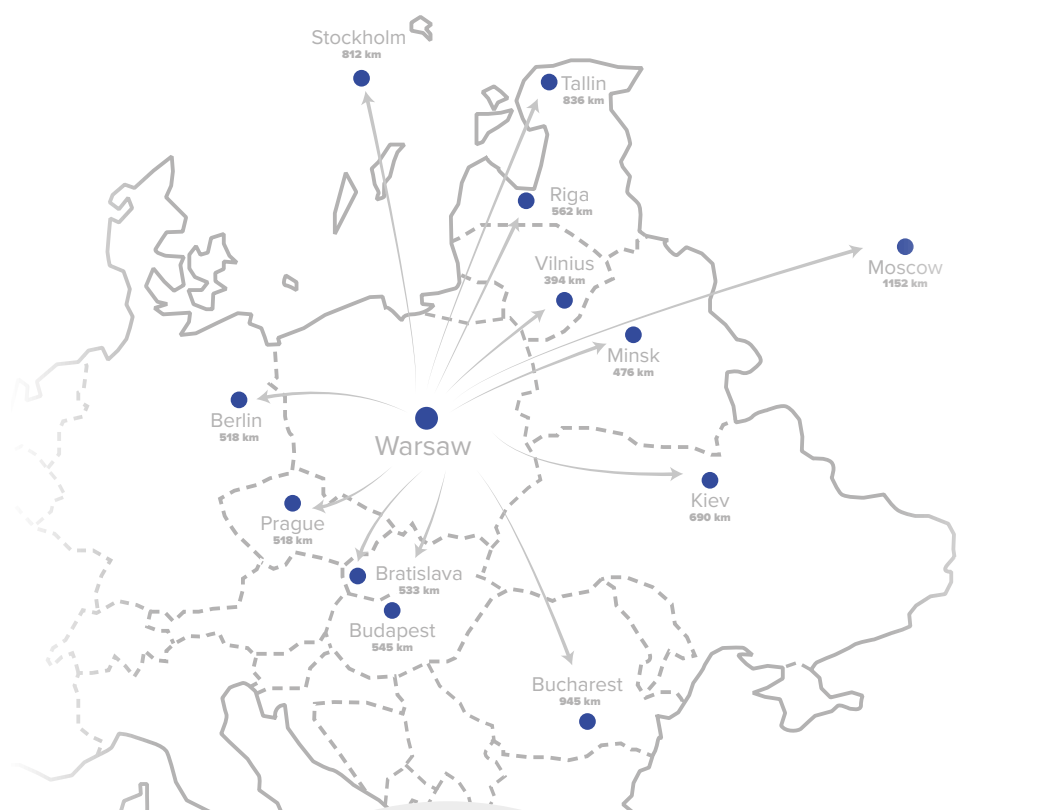 Stockholm
812 km
Tallin
836 km
Riga
562 km
Vilnius
394 km
Moscow
1152 km
Minsk
476 km
Berlin
518 km
Warsaw
Kiev
690 km
Prague
518 km
Bratislava
533 km
Budapest
545 km
Bucharest
945 km